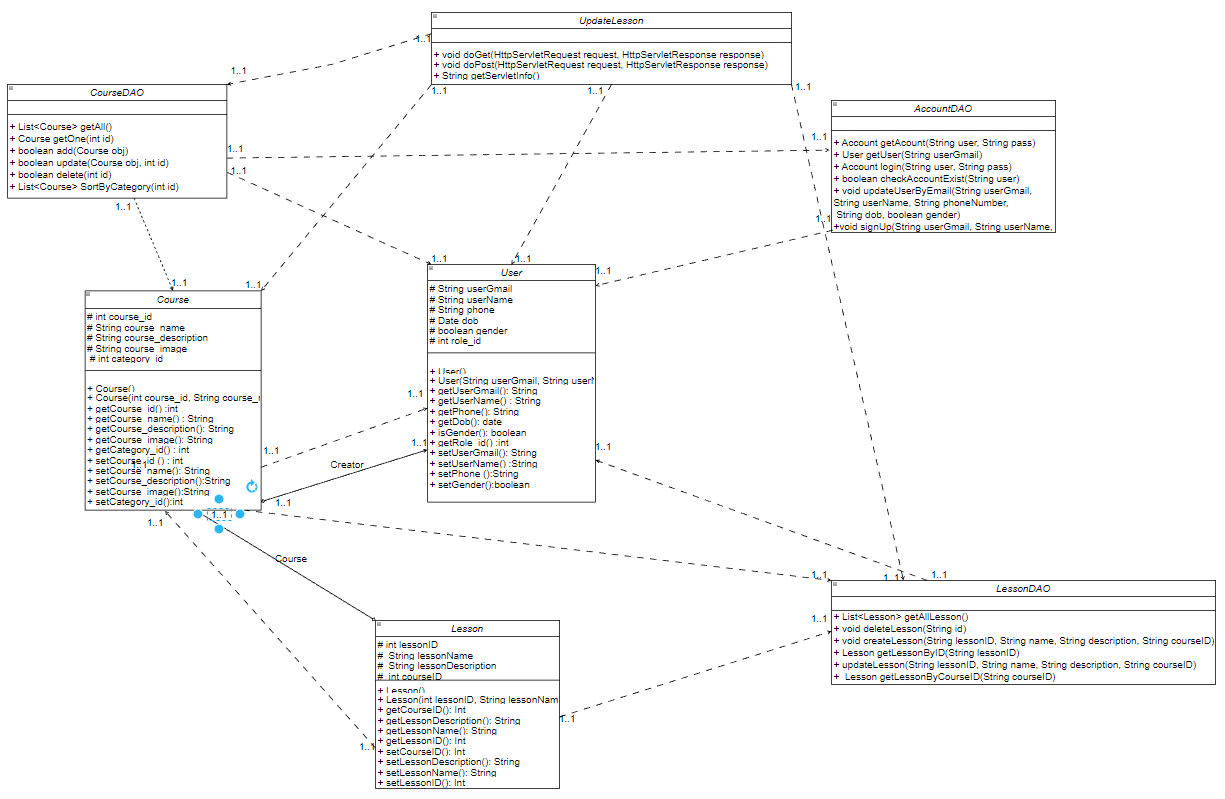 UpdateLesson
+ void doGet(HttpServletRequest request, HttpServletResponse response)
+ void doPost(HttpServletRequest request, HttpServletResponse response)
+ String getServletInfo()
1..1
1..1
1..1
1..1
1..1
CourseDAO
+ List<Course> getAll()
+ Course getOne(int id)
+ boolean add(Course obj)
+ boolean update(Course obj, int id)
+ boolean delete(int id)
+ List<Course> SortByCategory(int id)
1..1
1..1
1..1
AccountDAO
+ Account getAcount(String user, String pass)
+ User getUser(String userGmail)
+ Account login(String user, String pass)
+ boolean checkAccountExist(String user)
+ void updateUserByEmail(String userGmail,
String userName, String phoneNumber,
String dob, boolean gender)
+void signUp(String userGmail, String userName,
1..1
1..1
1..1
1..1
1..1
1..1
1..1
User
# String userGmail
# String userName
# String phone
# Date dob
# boolean gender
# int role_id
+ User()
+ User(String userGmail, String userN
+ getUserGmail(): String
+ getUserName() : String
+ getPhone(): String
+ getDob(): date
+ isGender(): boolean
+ getRole_id() :int
+ setUserGmail(): String
+ setUserName() :String
+ setPhone ():String
+ setGender():boolean
Course
# int course_id
# String course_name
# String course_description
# String course_image
# int category_id
+ Course()
+ Course(int course_id, String course_n
+ getCourse_id() :int
+ getCourse_name() : String
+ getCourse_description(): String
+ getCourse_image(): String
+ getCategory_id() : int
+ setCourse_id () : int
+ setCourse_name(): String
+ setCourse_description():String
+ setCourse_image():String
+ setCategory_id():int
1..1
1..1
1..1
1..1
Creator
1..1
1..1
1..1
1..1
1..1
Course
1..1
1..1
1..1
LessonDAO
+ List<Lesson> getAllLesson()
+ void deleteLesson(String id)
+ void createLesson(String lessonID, String name, String description, String courseID)
+ Lesson getLessonByID(String lessonID)
+ updateLesson(String lessonID, String name, String description, String courseID)
+ Lesson getLessonByCourseID(String courseID)
1..1
Lesson
# int lessonID
# String lessonName
# String lessonDescription
# int courseID
+ Lesson()
+ Lesson(int lessonID, String lessonNam
+ getCourseID(): Int
+ getLessonDescription(): String
+ getLessonName(): String
+ getLessonID(): Int
+ setCourseID(): Int
+ setLessonDescription(): String
+ setLessonName(): String
+ setLessonID(): Int
1..1
1..1